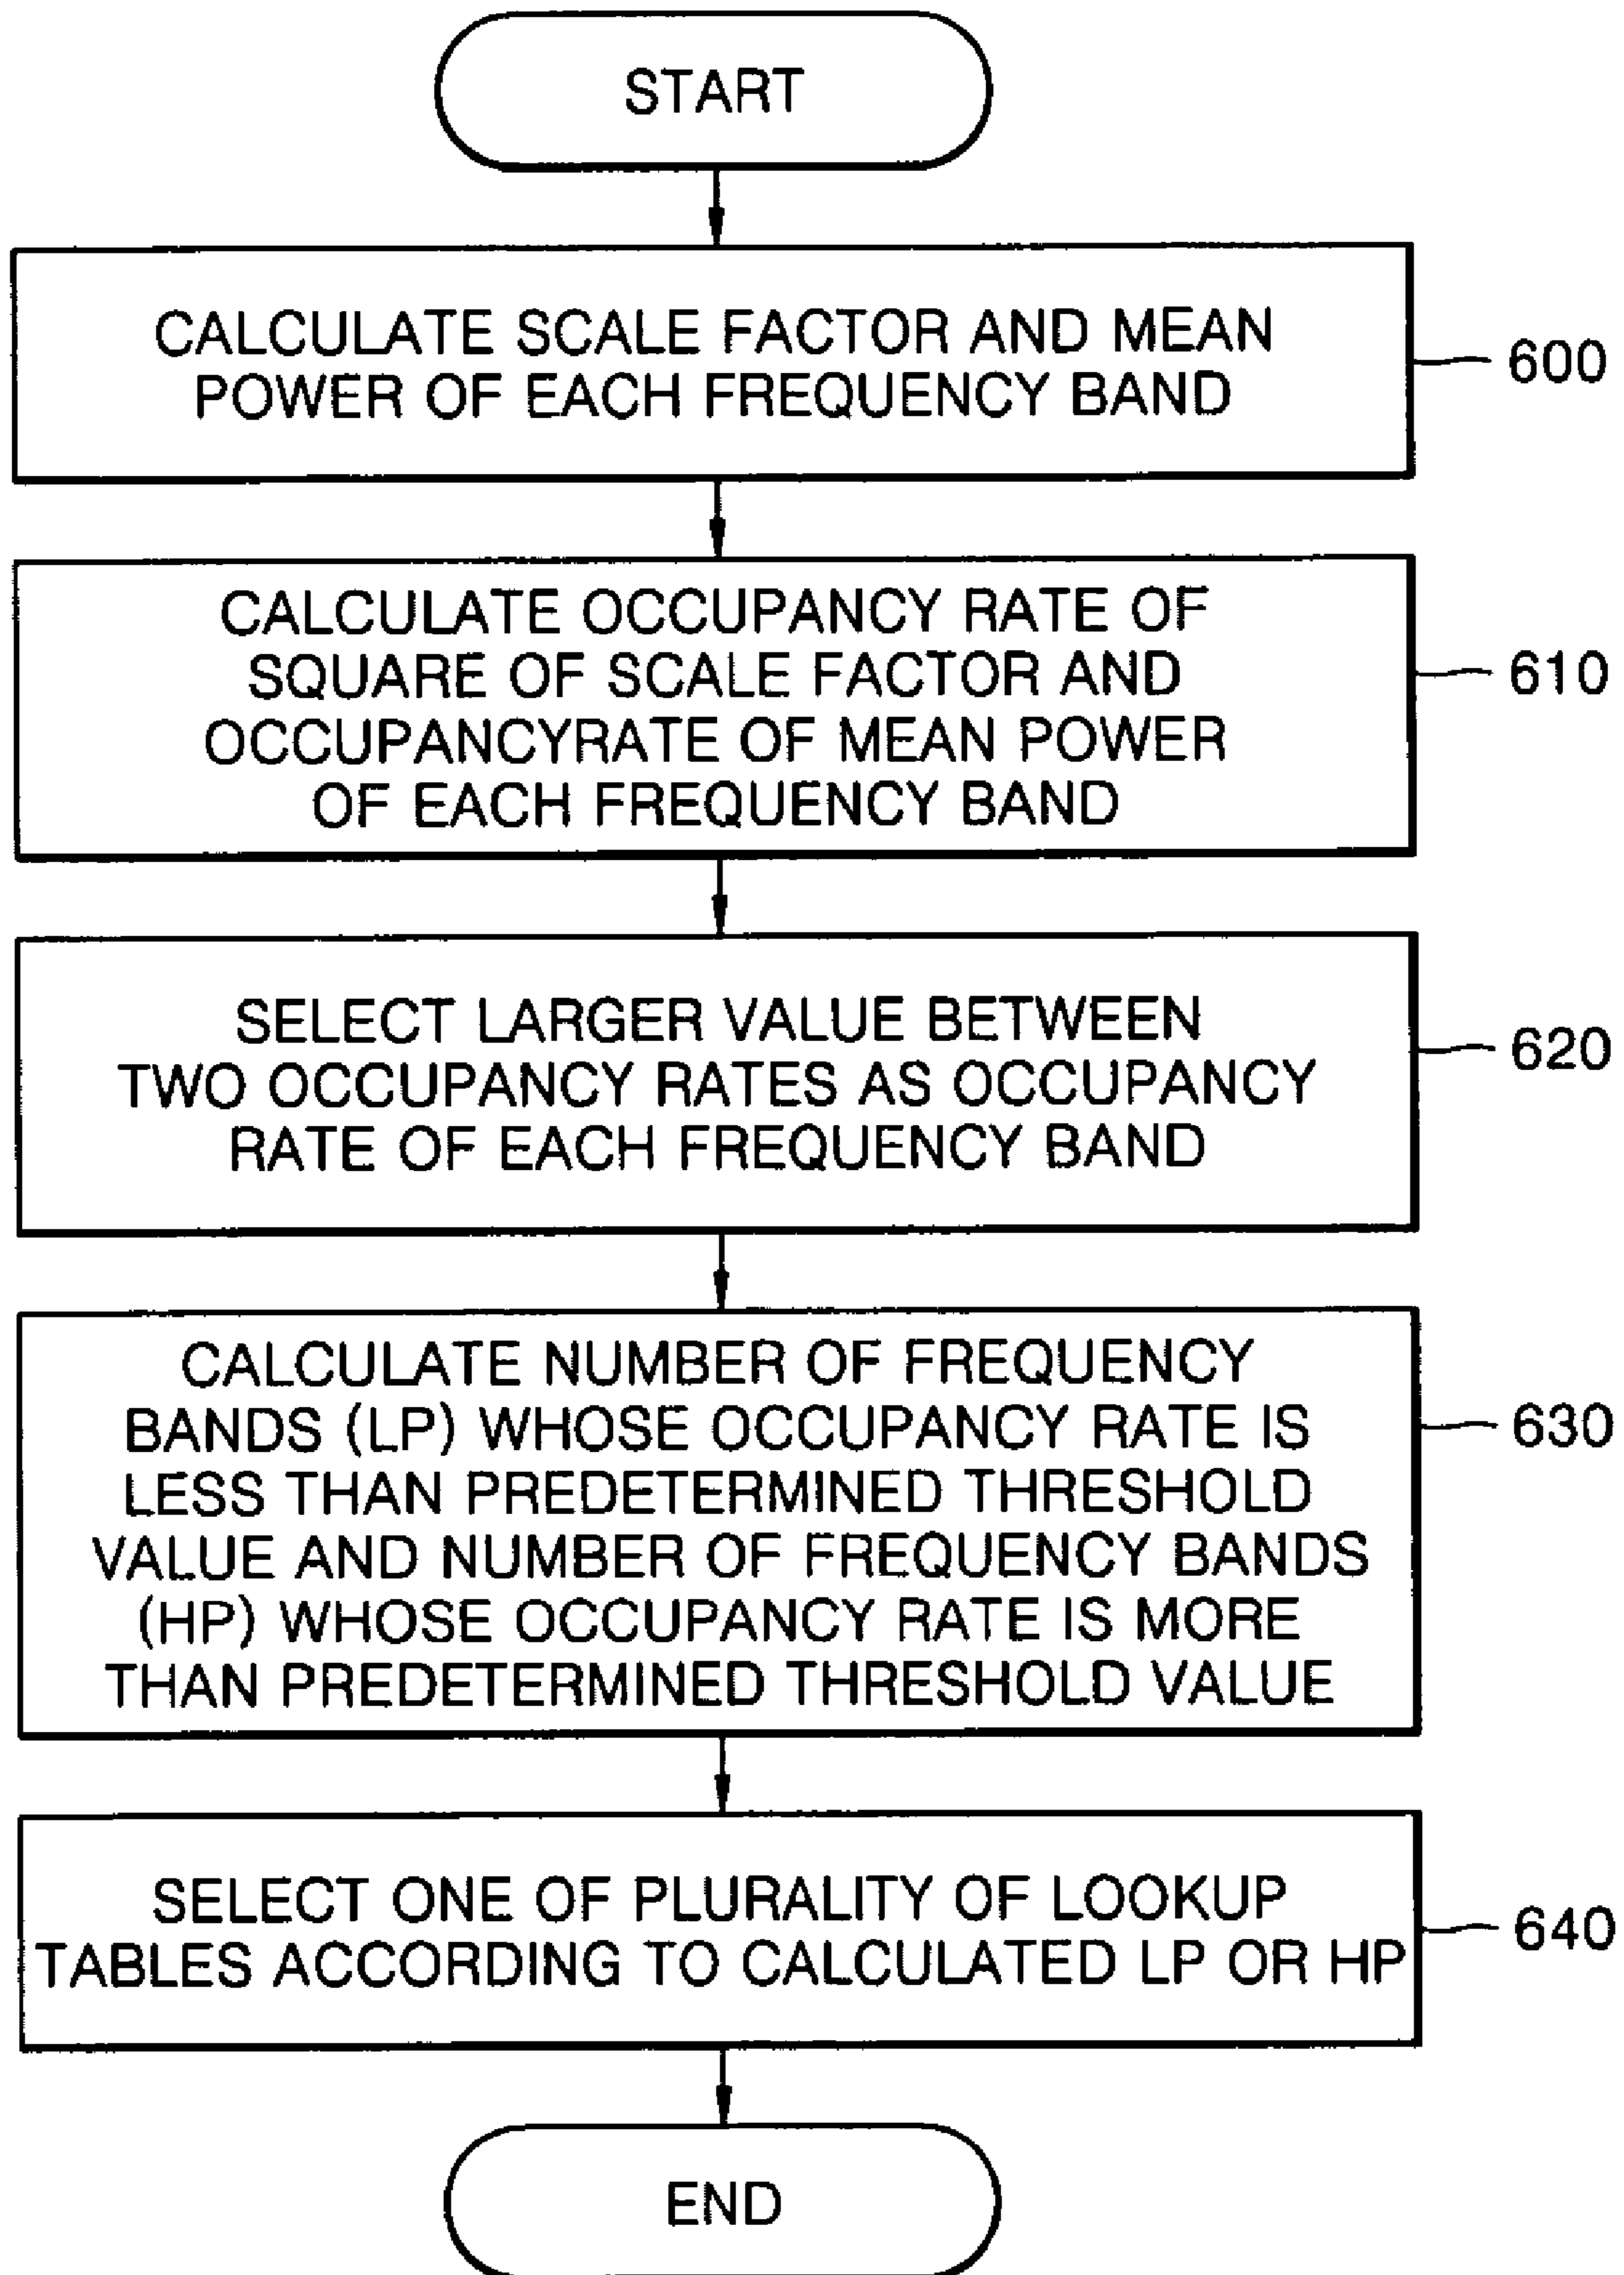 START
CALCULATE SCALE FACTOR AND MEAN
POWER OF EACH FREQUENCY BAND
600
CALCULATE OCCUPANCY RATE OF
SQUARE OF SCALE FACTOR AND
OCCUPANCYRATE OF MEAN POWER
OF EACH FREQUENCY BAND
610
SELECT LARGER VALUE BETWEEN
TWO OCCUPANCY RATES AS OCCUPANCY
RATE OF EACH FREQUENCY BAND
620
CALCULATE NUMBER OF FREQUENCY
BANDS (LP) WHOSE OCCUPANCY RATE IS
LESS THAN PREDETERMINED THRESHOLD
VALUE AND NUMBER OF FREQUENCY BANDS
(HP) WHOSE OCCUPANCY RATE IS MORE
THAN PREDETERMINED THRESHOLD VALUE
630
SELECT ONE OF PLURALITY OF LOOKUP
TABLES ACCORDING TO CALCULATED LP OR HP
640
END